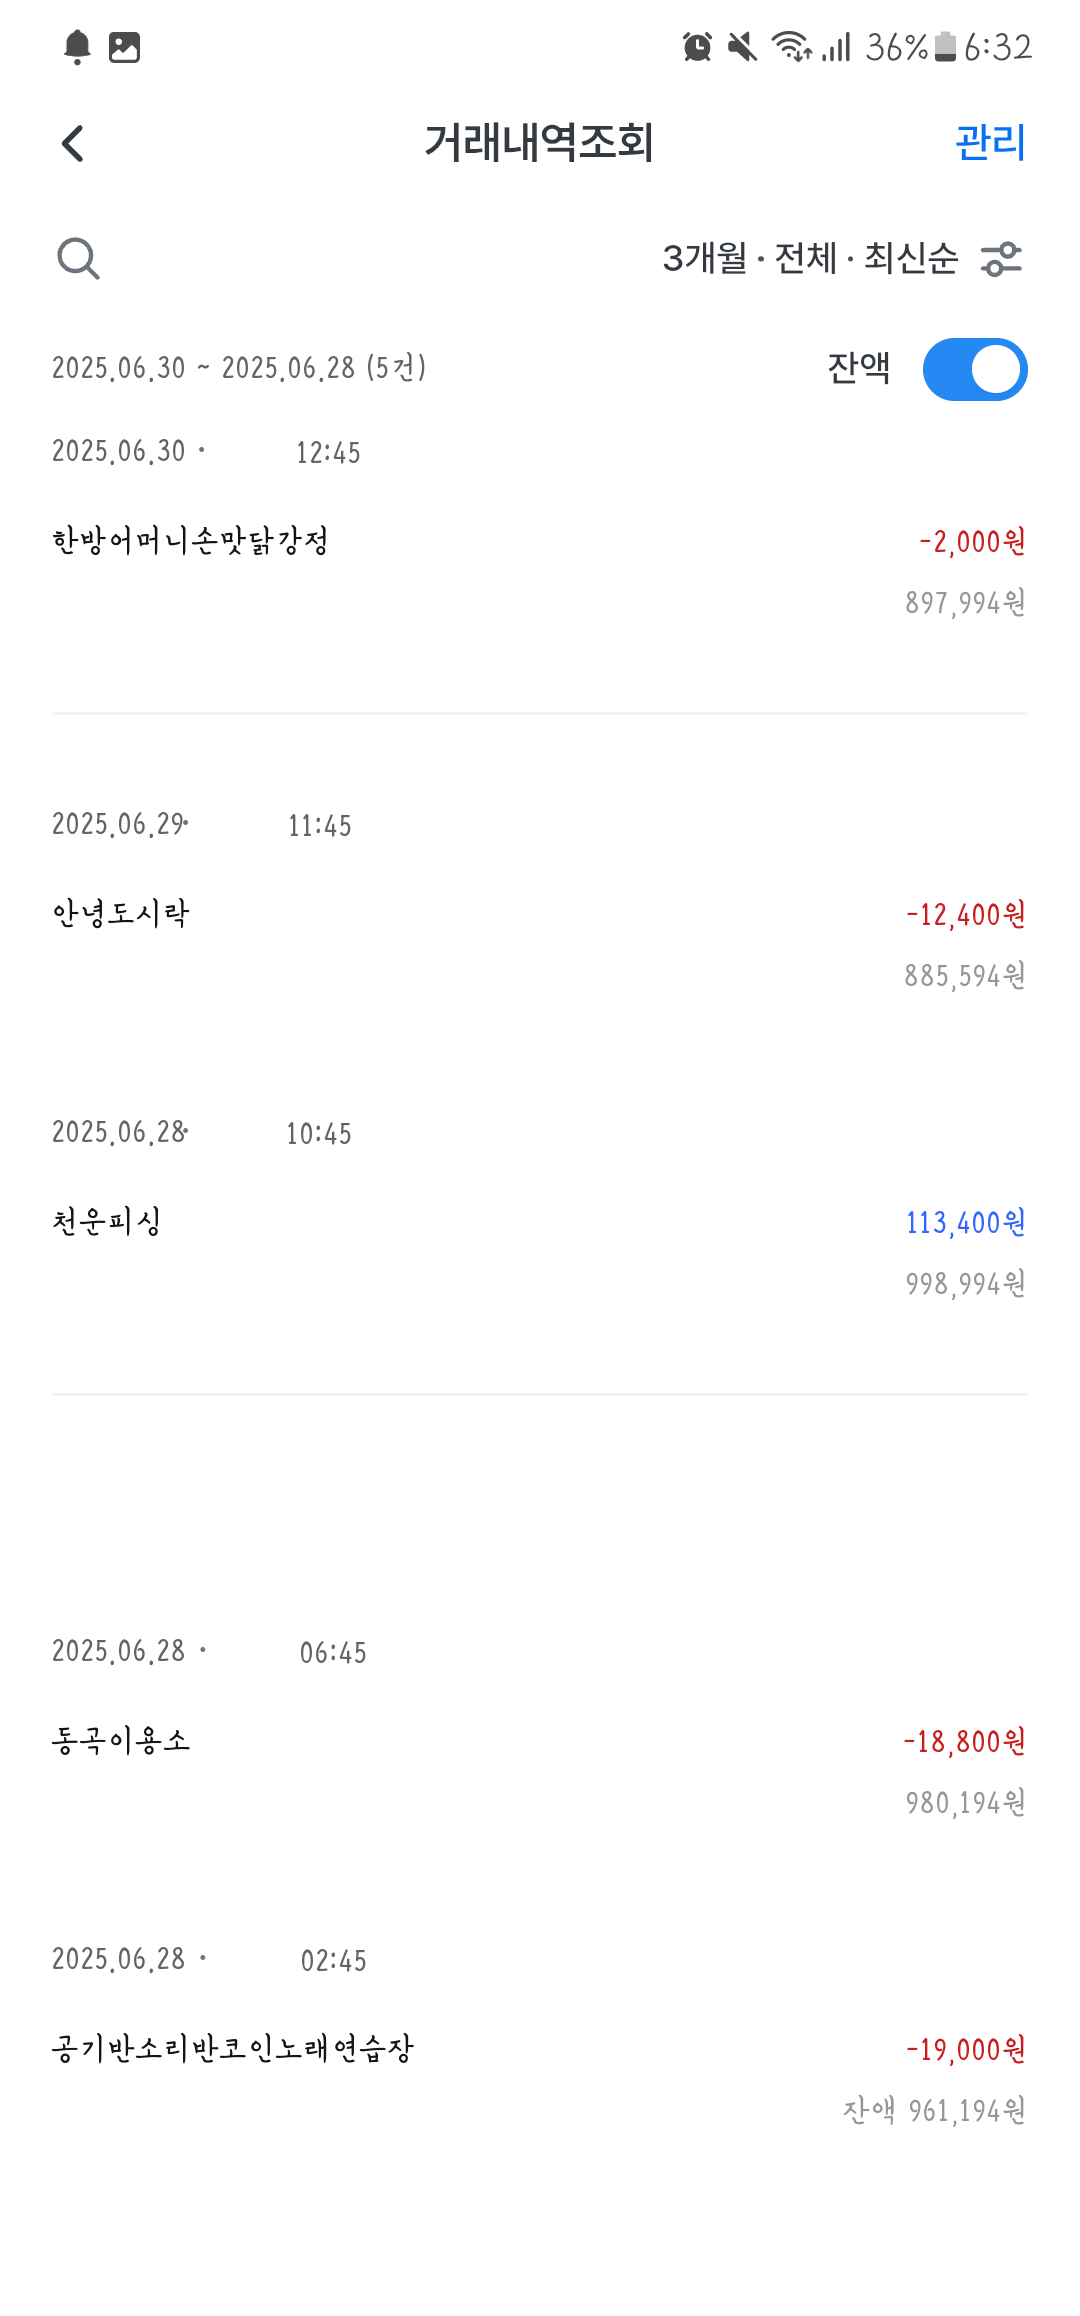 36% 6:32
거래내역조회 관리
3개월 · 전체 · 최신순
2025.06.30 ~ 2025.06.28 (5건) 잔액
2025.06.30 · 12:45
한방어머니손맛닭강정 -2,000원
897,994원
2025.06.29· 11:45
안녕도시락 -12,400원
885,594원
2025.06.28· 10:45
천운피싱 113,400원
998,994원
2025.06.28 · 06:45
동곡이용소 -18,800원
980,194원
2025.06.28 · 02:45
공기반소리반코인노래연습장 -19,000원
잔액 961,194원